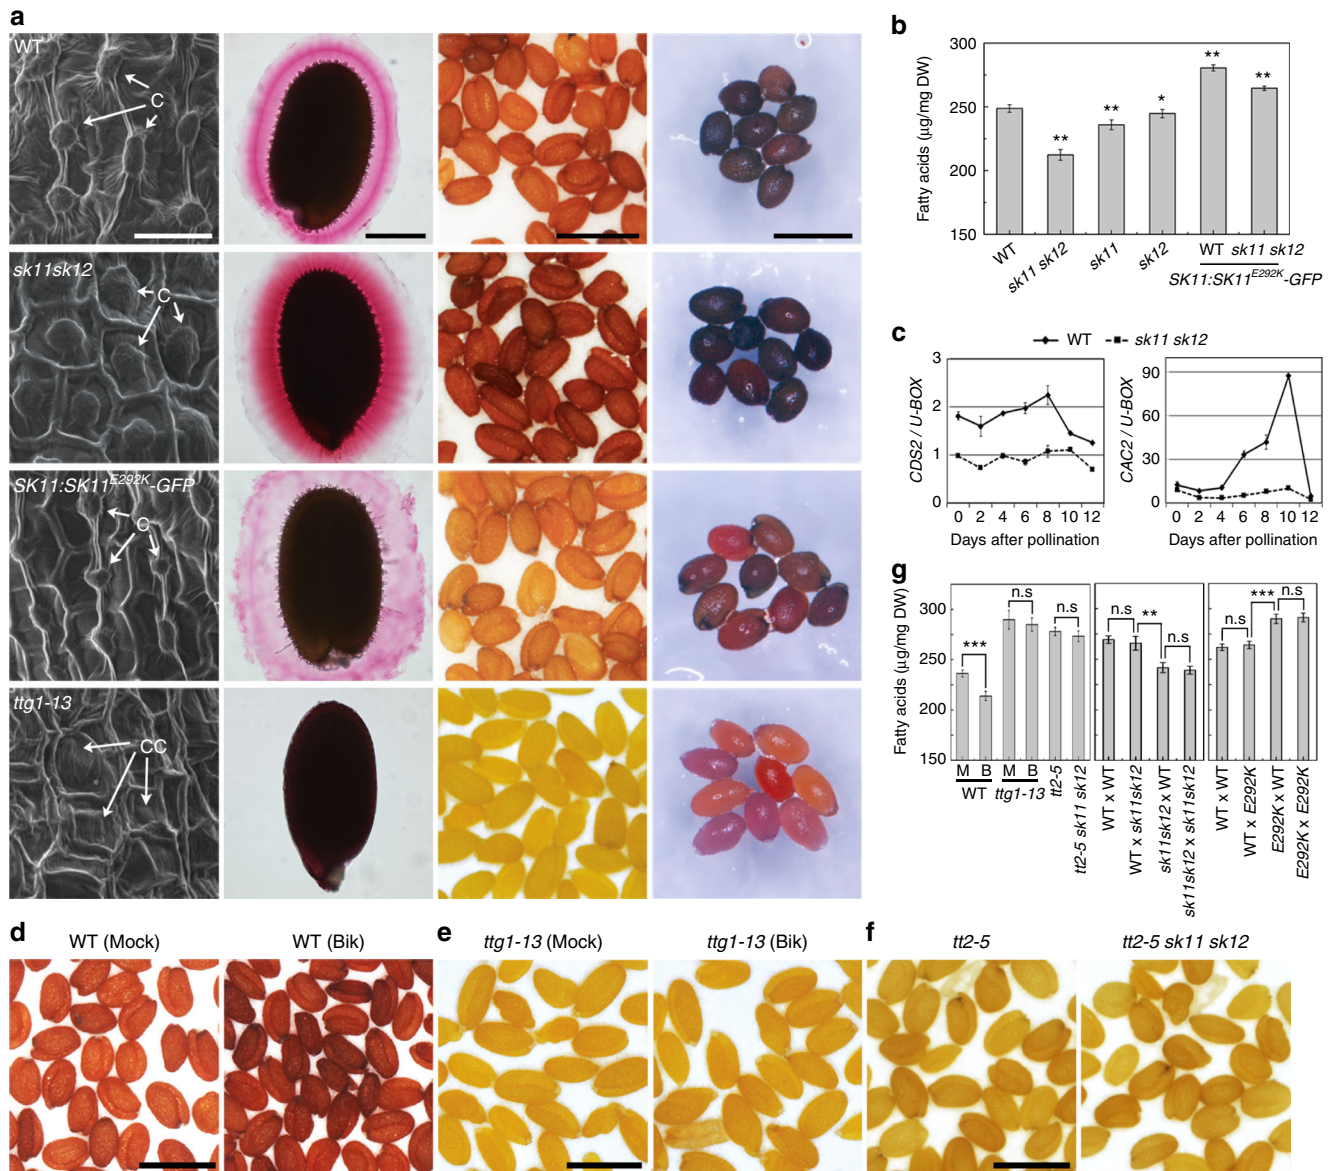 a
WT
C
sk11sk12
C
SK11:SK11^E292K-GFP
C
ttg1-13
CC
b
300
250
200
150
Fatty acids (μg/mg DW)
**
**
*
**
**
WT
sk11 sk12
sk11
sk12
WT sk11 sk12
SK11:SK11^E292K-GFP
c
WT
sk11 sk12
3
2
1
0
CDS2 / U-BOX
0 2 4 6 8 10 12
Days after pollination
90
60
30
0
CAC2 / U-BOX
0 2 4 6 8 10 12
Days after pollination
g
300
250
200
150
Fatty acids (μg/mg DW)
***
n.s
n.s
n.s
**
n.s
n.s
***
n.s
M B M B
WT
ttg1-13
tt2-5
tt2-5 sk11 sk12
WT x WT
WT x sk11sk12
sk11sk12 x WT
sk11sk12 x sk11sk12
WT x WT
WT x E292K
E292K x WT
E292K x E292K
d
WT (Mock)
WT (Bik)
e
ttg1-13 (Mock)
ttg1-13 (Bik)
f
tt2-5
tt2-5 sk11 sk12